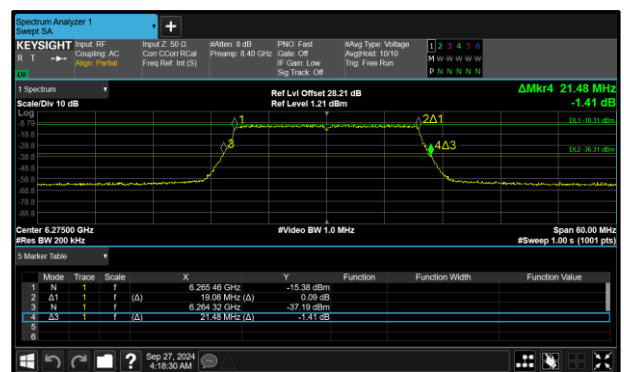 Spectrum Analyzer 1
Swept SA
+
KEYSIGHT
R T
Input: RF
Coupling: AC
Align: Partial
Input Z: 50 Ω
Corr CCorr RCal
Freq Ref: Int (S)
#Atten: 8 dB
Preamp: 8.40 GHz
PNO: Fast
Gate: Off
IF Gain: Low
Sig Track: Off
#Avg Type: Voltage
Avg|Hold: 10/10
Trig: Free Run
1 2 3 4 5 6
M W W W W W
P N N N N N
1 Spectrum
Scale/Div 10 dB
Ref Lvl Offset 28.21 dB
Ref Level 1.21 dBm
ΔMkr4 21.48 MHz
-1.41 dB
Log
-8.79
-18.8
-28.8
-38.8
-48.8
-58.8
-68.8
-78.8
-88.8
1
2Δ1
3
4Δ3
DL1 -10.31 dBm
DL2 -36.31 dBm
Center 6.27500 GHz
#Res BW 200 kHz
#Video BW 1.0 MHz
Span 60.00 MHz
#Sweep 1.00 s (1001 pts)
5 Marker Table
Mode Trace Scale X Y Function Function Width Function Value
1 N 1 f 6.265 46 GHz -15.38 dBm
2 Δ1 1 f (Δ) 19.08 MHz (Δ) 0.09 dB
3 N 1 f 6.264 32 GHz -37.19 dBm
4 Δ3 1 f (Δ) 21.48 MHz (Δ) -1.41 dB
5
6
?
Sep 27, 2024
4:18:30 AM